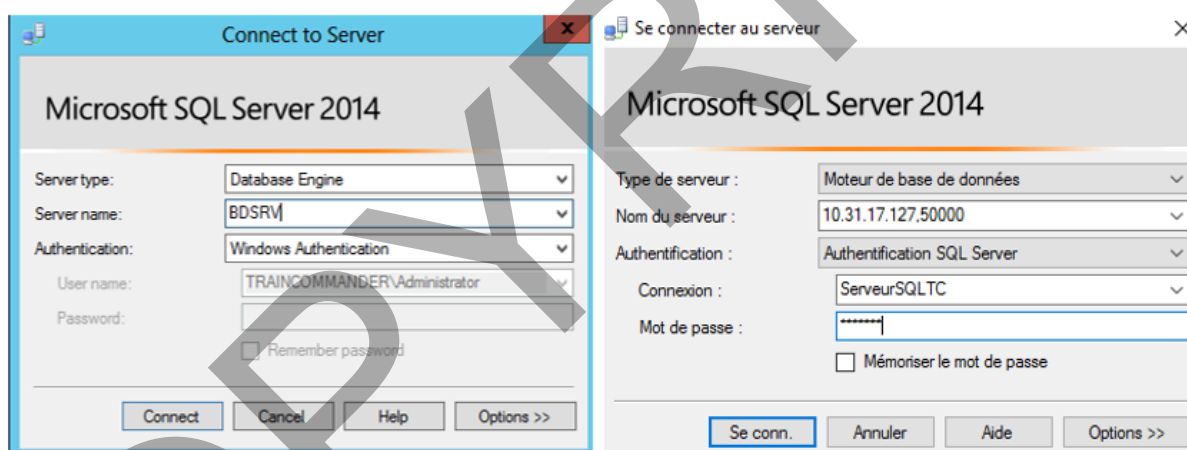 Connect to Server
Microsoft SQL Server 2014
Server type: Database Engine
Server name: BDSRV
Authentication: Windows Authentication
User name: TRAINCOMMANDER\Administrator
Password:
Remember password
Connect Cancel Help Options >>
Se connecter au serveur
Microsoft SQL Server 2014
Type de serveur : Moteur de base de données
Nom du serveur : 10.31.17.127,50000
Authentification : Authentification SQL Server
Connexion : ServeurSQLTC
Mot de passe : *******
Mémoriser le mot de passe
Se conn. Annuler Aide Options >>